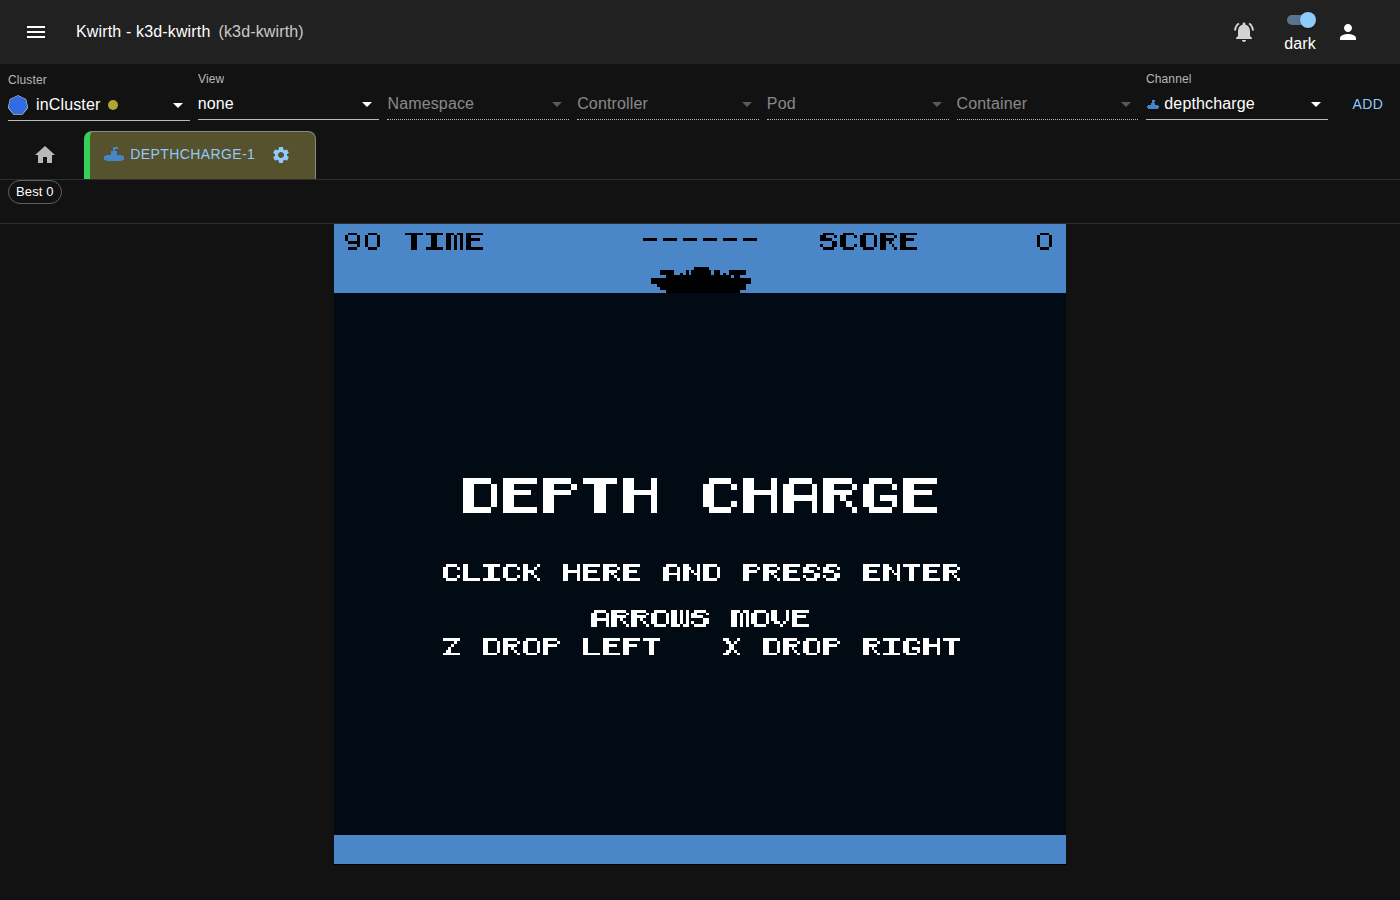 Kwirth - k3d-kwirth (k3d-kwirth)
dark
Cluster
View
Channel
inCluster
none
Namespace
Controller
Pod
Container
depthcharge
ADD
DEPTHCHARGE-1
Best 0
90 TIME ------ SCORE 0
DEPTH CHARGE
CLICK HERE AND PRESS ENTER
ARROWS MOVE
Z DROP LEFT X DROP RIGHT